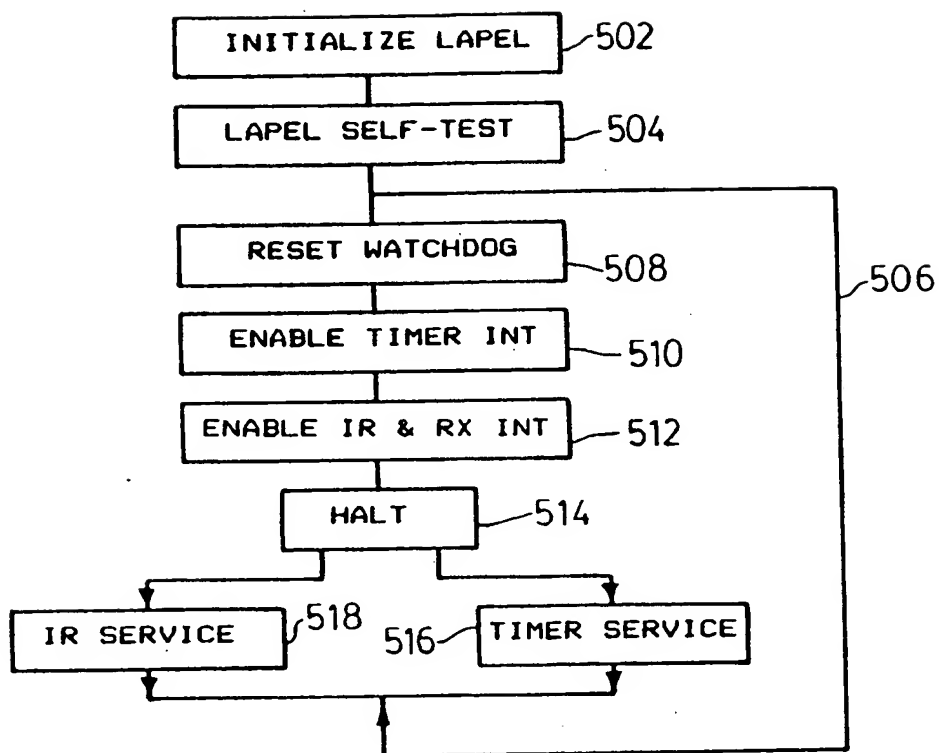 INITIALIZE LAPEL 502
LAPEL SELF-TEST 504
RESET WATCHDOG 508
506
ENABLE TIMER INT 510
ENABLE IR & RX INT 512
HALT 514
IR SERVICE 518
516 TIMER SERVICE